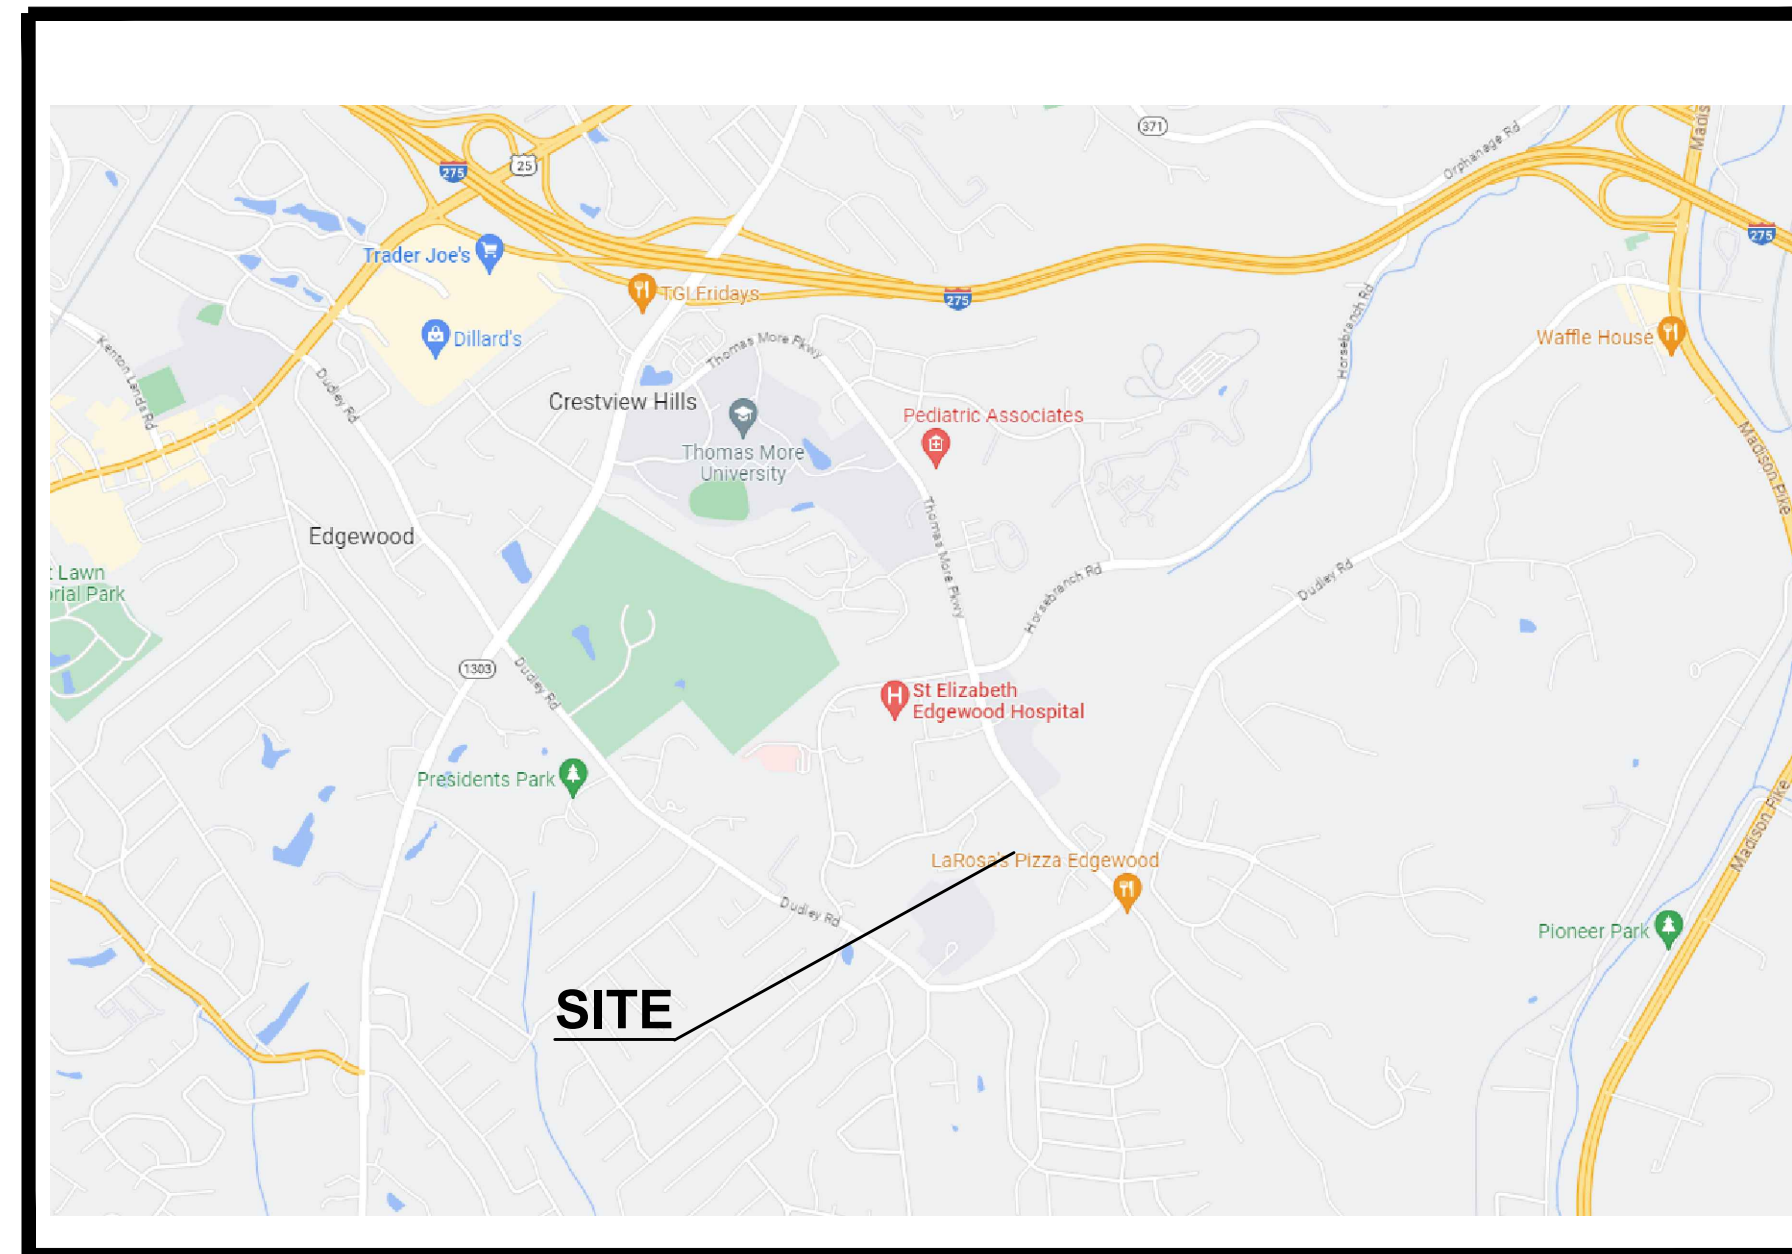 371
Orphanage Rd
Madis
275
25
Trader Joe's
275
TGI Fridays
275
Dillard's
Thomas More Pkwy
Horsebranch Rd
Waffle House
Kenton Lands Rd
Dudley Rd
Crestview Hills
Thomas More
University
Pediatric Associates
Madison Pike
Edgewood
Thomas More Pkwy
t Lawn
orial Park
Horsebranch Rd
Dudley Rd
1303
Dudley Rd
St Elizabeth
Edgewood Hospital
Presidents Park
Madison Pike
LaRosa's Pizza Edgewood
Dudley Rd
Pioneer Park
SITE